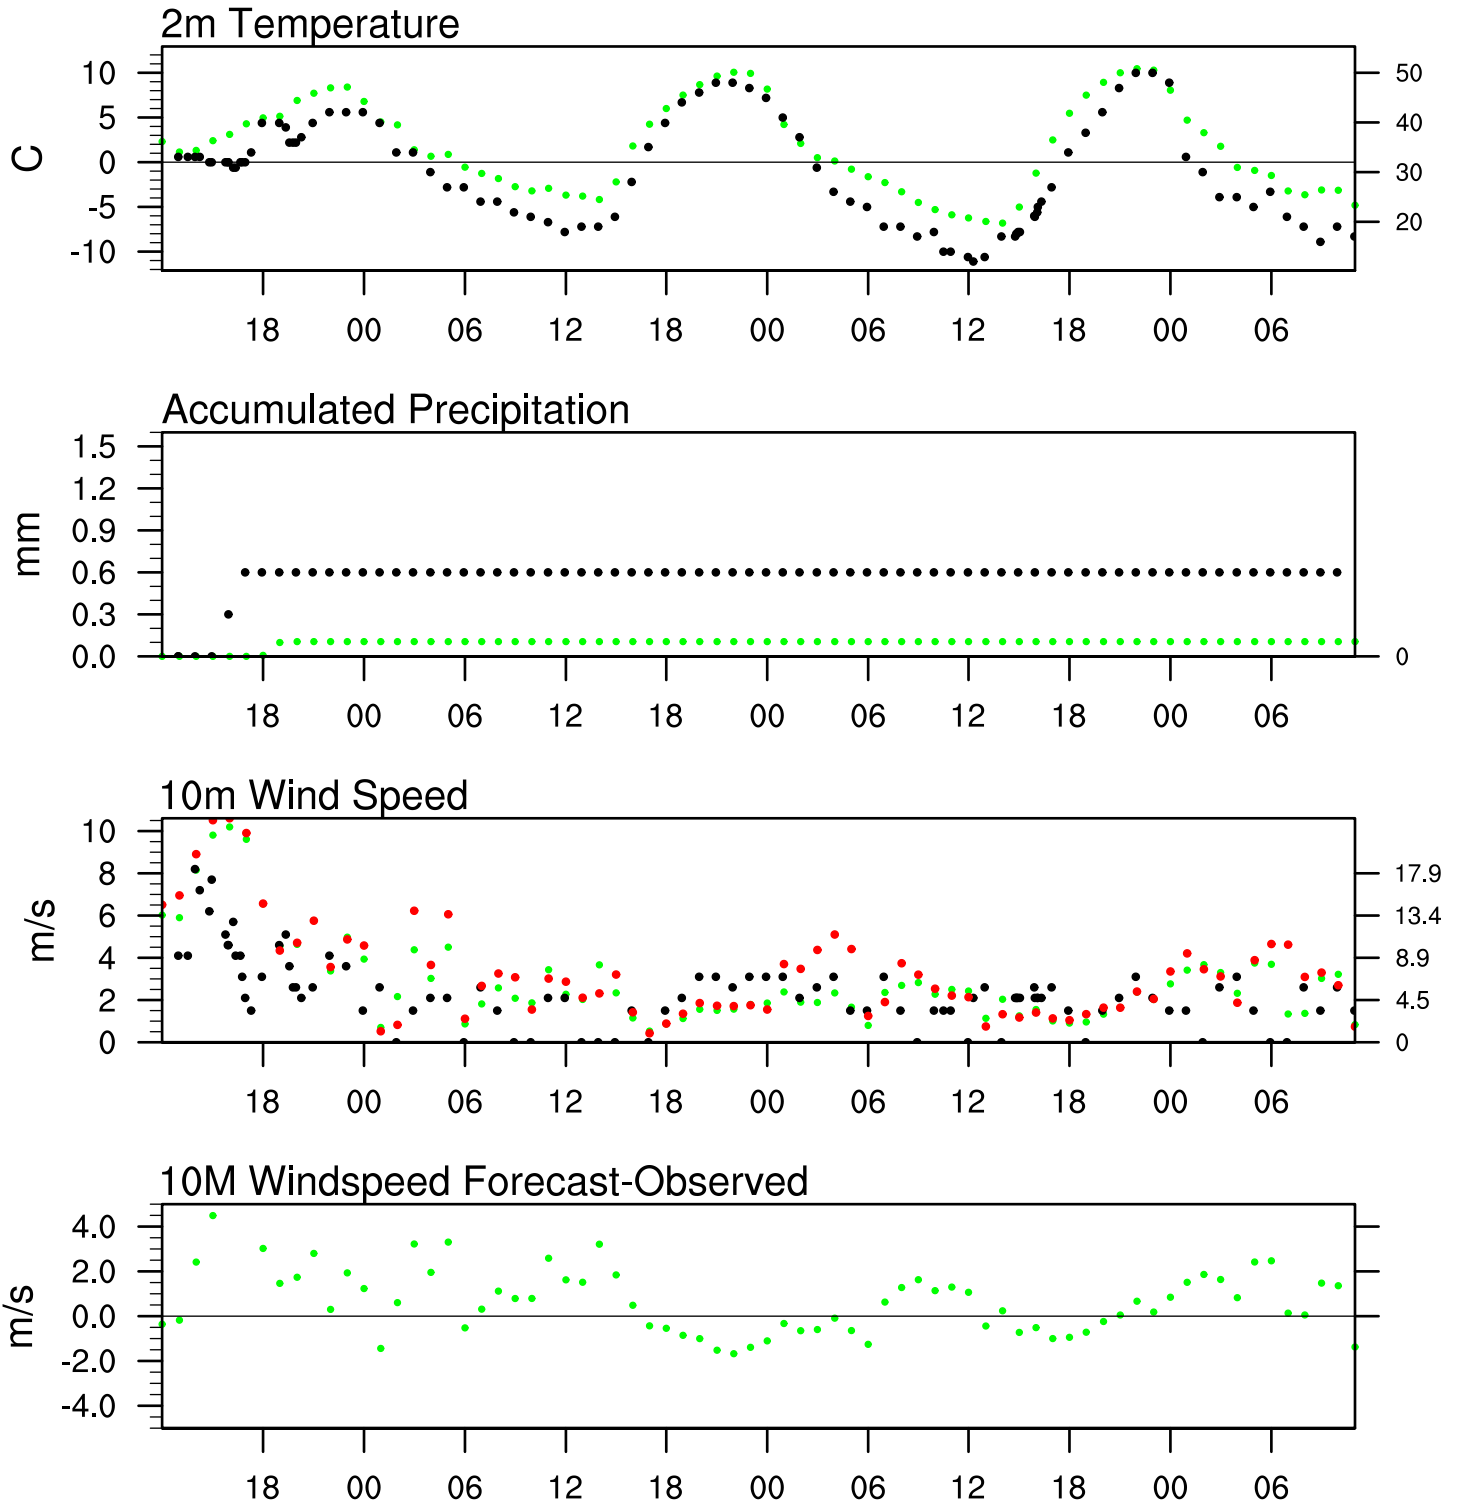 2m Temperature
C
10
5
0
-5
-10
50
40
30
20
18 00 06 12 18 00 06 12 18 00 06
Accumulated Precipitation
mm
1.5
1.2
0.9
0.6
0.3
0.0
0
18 00 06 12 18 00 06 12 18 00 06
10m Wind Speed
m/s
10
8
6
4
2
0
17.9
13.4
8.9
4.5
0
18 00 06 12 18 00 06 12 18 00 06
10M Windspeed Forecast-Observed
m/s
4.0
2.0
0.0
-2.0
-4.0
18 00 06 12 18 00 06 12 18 00 06